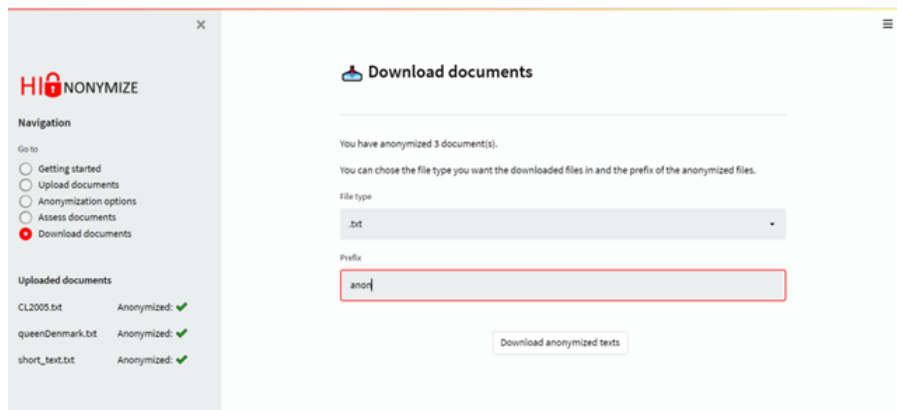 HI NONYMIZE
Navigation
Go to
Getting started
Upload documents
Anonymization options
Assess documents
Download documents
Uploaded documents
CL2005.txt Anonymized: ✔
queenDenmark.txt Anonymized: ✔
short_text.txt Anonymized: ✔
Download documents
You have anonymized 3 document(s).
You can chose the file type you want the downloaded files in and the prefix of the anonymized files.
File type
.txt
Prefix
anon
Download anonymized texts